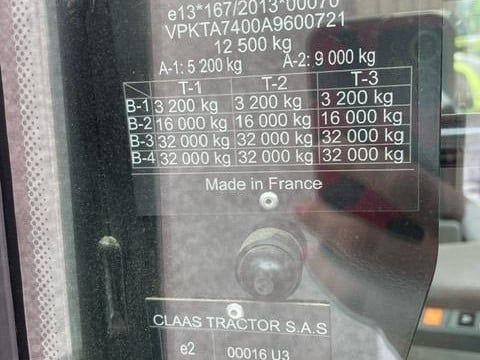 e13*167/2013*00070
VPKTA7400A9600721
12 500 kg
A-1: 5 200 kg A-2: 9 000 kg
T-1 T-2 T-3
B-1 3 200 kg 3 200 kg 3 200 kg
B-2 16 000 kg 16 000 kg 16 000 kg
B-3 32 000 kg 32 000 kg 32 000 kg
B-4 32 000 kg 32 000 kg 32 000 kg
Made in France
CLAAS TRACTOR S.A.S
e2 00016 U3